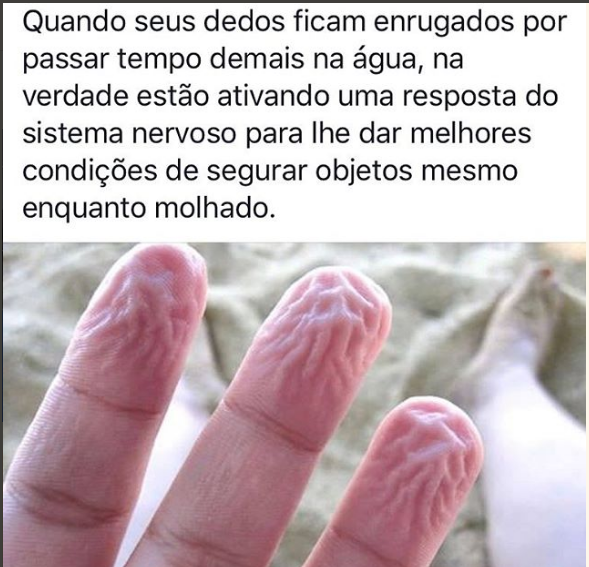 Quando seus dedos ficam enrugados por
passar tempo demais na água, na
verdade estão ativando uma resposta do
sistema nervoso para lhe dar melhores
condições de segurar objetos mesmo
enquanto molhado.